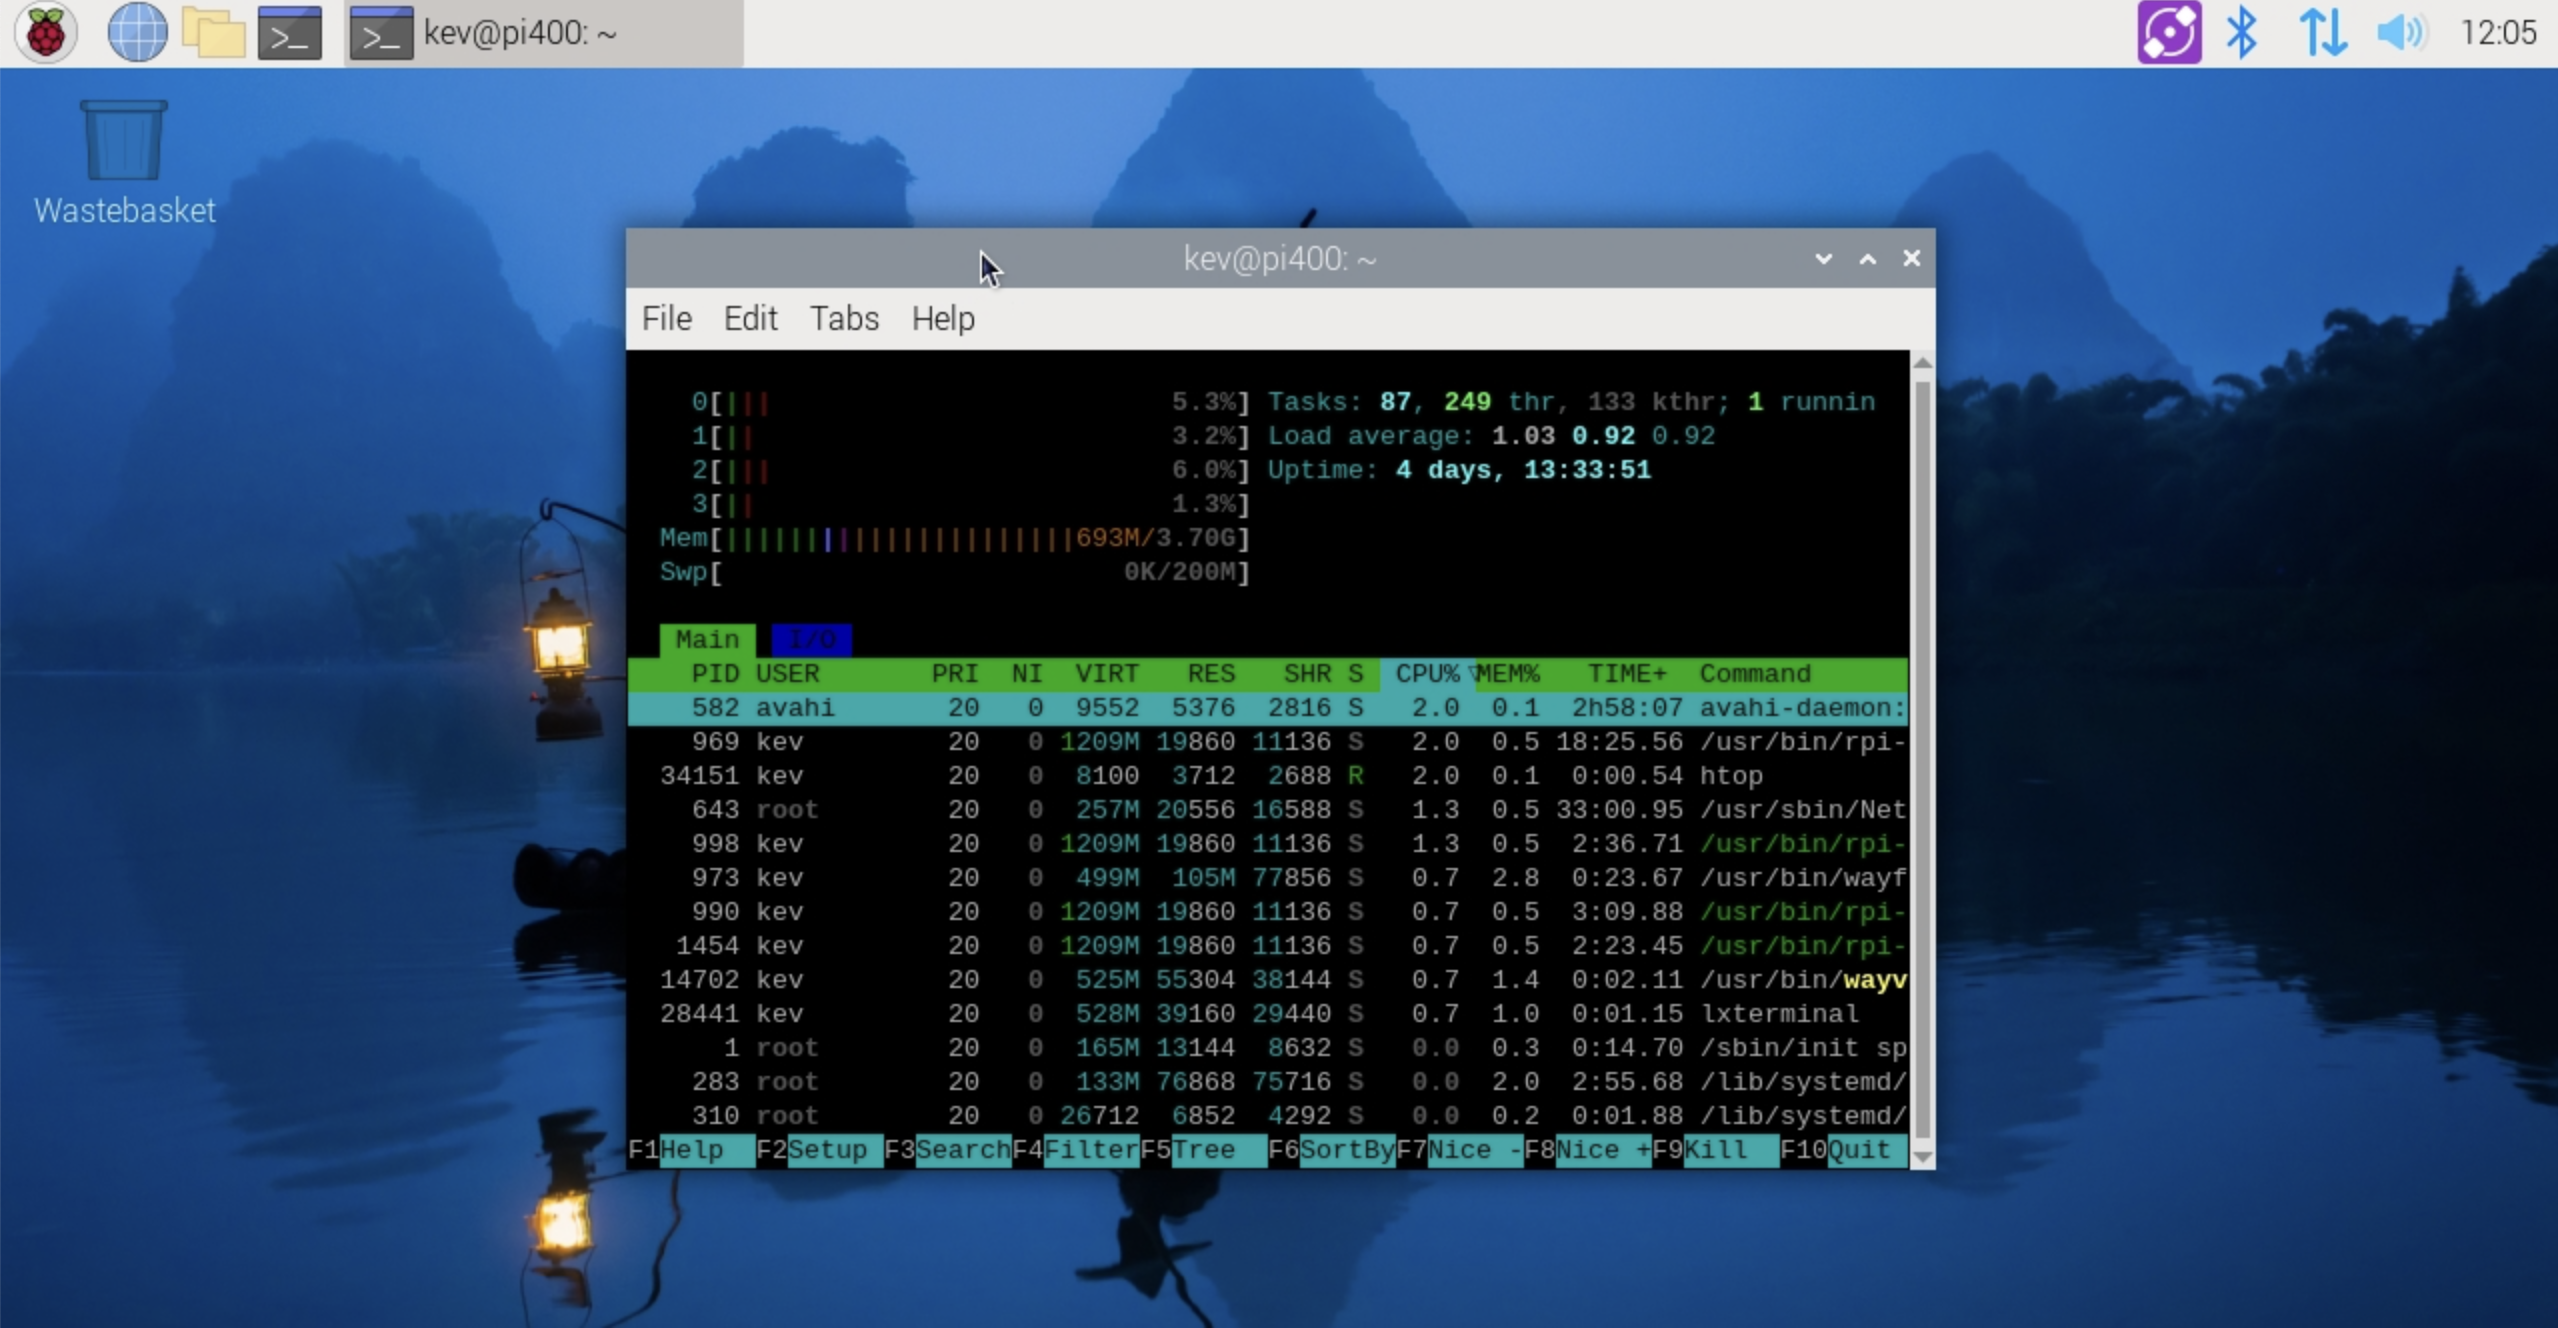 kev@pi400: ~
12:05
Wastebasket
kev@pi400: ~
File Edit Tabs Help
0[||| 5.3%] Tasks: 87, 249 thr, 133 kthr; 1 runnin
1[|| 3.2%] Load average: 1.03 0.92 0.92
2[||| 6.0%] Uptime: 4 days, 13:33:51
3[|| 1.3%]
Mem[||||||||||||||||||||||693M/3.70G]
Swp[ 0K/200M]
Main I/O
PID USER PRI NI VIRT RES SHR S CPU%▽MEM% TIME+ Command
582 avahi 20 0 9552 5376 2816 S 2.0 0.1 2h58:07 avahi-daemon:
969 kev 20 0 1209M 19860 11136 S 2.0 0.5 18:25.56 /usr/bin/rpi-
34151 kev 20 0 8100 3712 2688 R 2.0 0.1 0:00.54 htop
643 root 20 0 257M 20556 16588 S 1.3 0.5 33:00.95 /usr/sbin/Net
998 kev 20 0 1209M 19860 11136 S 1.3 0.5 2:36.71 /usr/bin/rpi-
973 kev 20 0 499M 105M 77856 S 0.7 2.8 0:23.67 /usr/bin/wayf
990 kev 20 0 1209M 19860 11136 S 0.7 0.5 3:09.88 /usr/bin/rpi-
1454 kev 20 0 1209M 19860 11136 S 0.7 0.5 2:23.45 /usr/bin/rpi-
14702 kev 20 0 525M 55304 38144 S 0.7 1.4 0:02.11 /usr/bin/wayv
28441 kev 20 0 528M 39160 29440 S 0.7 1.0 0:01.15 lxterminal
1 root 20 0 165M 13144 8632 S 0.0 0.3 0:14.70 /sbin/init sp
283 root 20 0 133M 76868 75716 S 0.0 2.0 2:55.68 /lib/systemd/
310 root 20 0 26712 6852 4292 S 0.0 0.2 0:01.88 /lib/systemd/
F1Help F2Setup F3SearchF4FilterF5Tree F6SortByF7Nice -F8Nice +F9Kill F10Quit